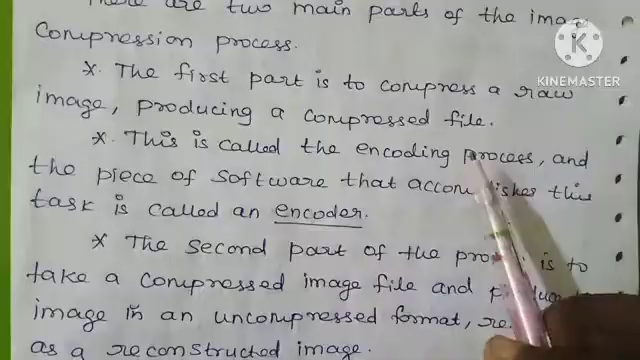 There are two main parts of the image
Compression process.
* The first part is to compress a raw
image, producing a compressed file.
* This is called the encoding process, and
the piece of software that this
task is called an encoder.
* The second part of the is to
take a compressed image file and
image in an uncompressed format,
as a reconstructed image.
KINEMASTER